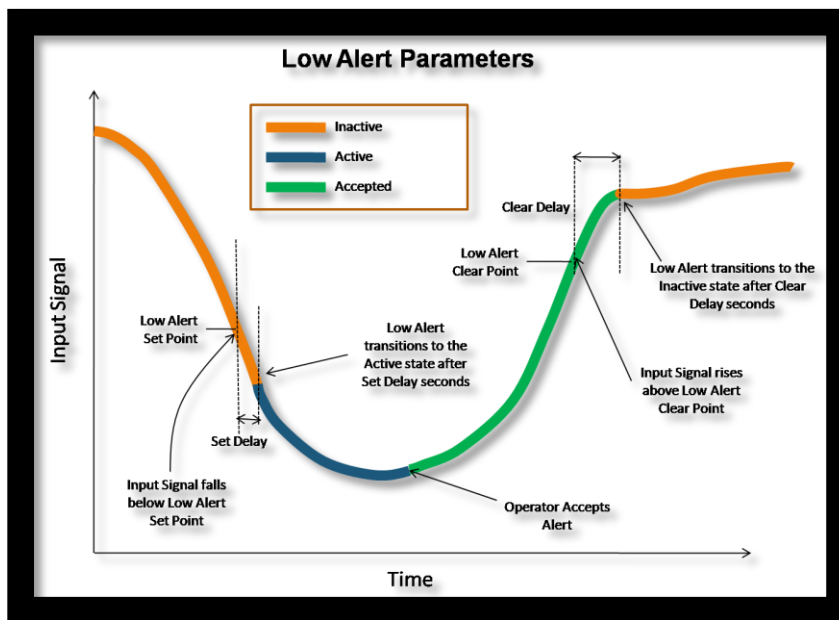 Low Alert Parameters
Inactive
Active
Accepted
Input Signal
Low Alert
Set Point
Input Signal falls
below Low Alert
Set Point
Set Delay
Low Alert
transitions to the
Active state after
Set Delay seconds
Operator Accepts
Alert
Clear Delay
Low Alert
Clear Point
Low Alert transitions to the
Inactive state after Clear
Delay seconds
Input Signal rises
above Low Alert
Clear Point
Time